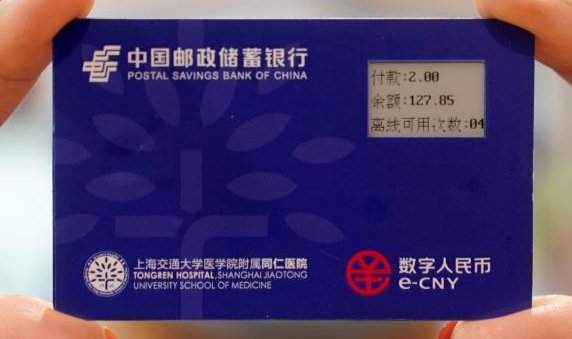 中国邮政储蓄银行
POSTAL SAVINGS BANK OF CHINA
付款:2.00
余额:127.85
离线可用次数:04
上海交通大学医学院附属同仁医院
TONGREN HOSPITAL,SHANGHAI JIAOTONG
UNIVERSITY SCHOOL OF MEDICINE
数字人民币
e-CNY